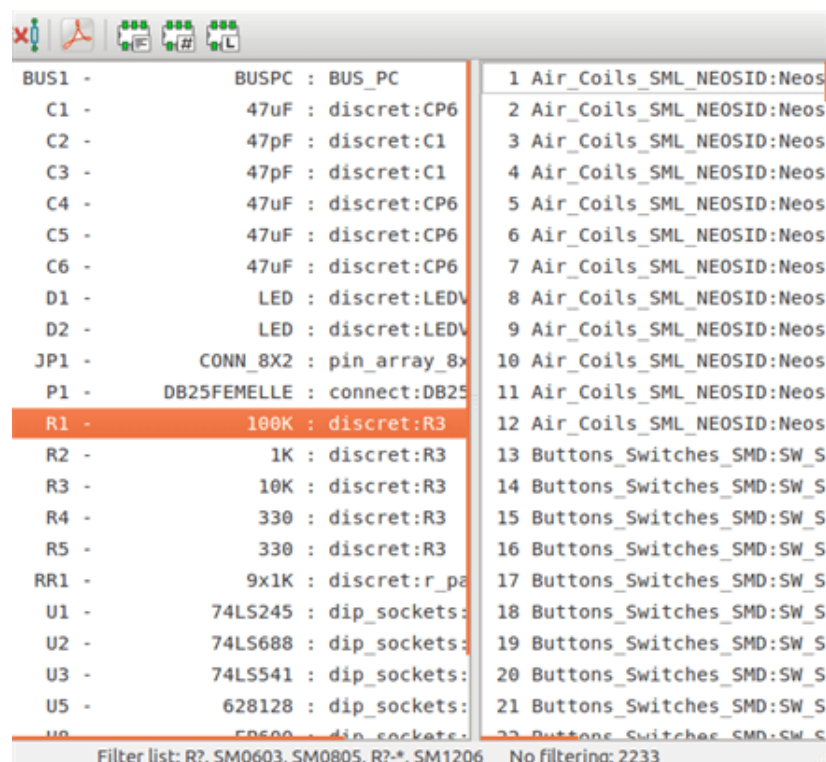 BUS1 - BUSPC : BUS_PC
C1 - 47uF : discret:CP6
C2 - 47pF : discret:C1
C3 - 47pF : discret:C1
C4 - 47uF : discret:CP6
C5 - 47uF : discret:CP6
C6 - 47uF : discret:CP6
D1 - LED : discret:LEDV
D2 - LED : discret:LEDV
JP1 - CONN_8X2 : pin_array_8x
P1 - DB25FEMELLE : connect:DB25
R1 - 100K : discret:R3
R2 - 1K : discret:R3
R3 - 10K : discret:R3
R4 - 330 : discret:R3
R5 - 330 : discret:R3
RR1 - 9x1K : discret:r_pa
U1 - 74LS245 : dip_sockets:
U2 - 74LS688 : dip_sockets:
U3 - 74LS541 : dip_sockets:
U5 - 628128 : dip_sockets:
1 Air_Coils_SML_NEOSID:Neos
2 Air_Coils_SML_NEOSID:Neos
3 Air_Coils_SML_NEOSID:Neos
4 Air_Coils_SML_NEOSID:Neos
5 Air_Coils_SML_NEOSID:Neos
6 Air_Coils_SML_NEOSID:Neos
7 Air_Coils_SML_NEOSID:Neos
8 Air_Coils_SML_NEOSID:Neos
9 Air_Coils_SML_NEOSID:Neos
10 Air_Coils_SML_NEOSID:Neos
11 Air_Coils_SML_NEOSID:Neos
12 Air_Coils_SML_NEOSID:Neos
13 Buttons_Switches_SMD:SW_S
14 Buttons_Switches_SMD:SW_S
15 Buttons_Switches_SMD:SW_S
16 Buttons_Switches_SMD:SW_S
17 Buttons_Switches_SMD:SW_S
18 Buttons_Switches_SMD:SW_S
19 Buttons_Switches_SMD:SW_S
20 Buttons_Switches_SMD:SW_S
21 Buttons_Switches_SMD:SW_S
22 Buttons_Switches_SMD:SW_S
Filter list: R?, SM0603, SM0805, R?-*, SM1206 No filtering: 2233